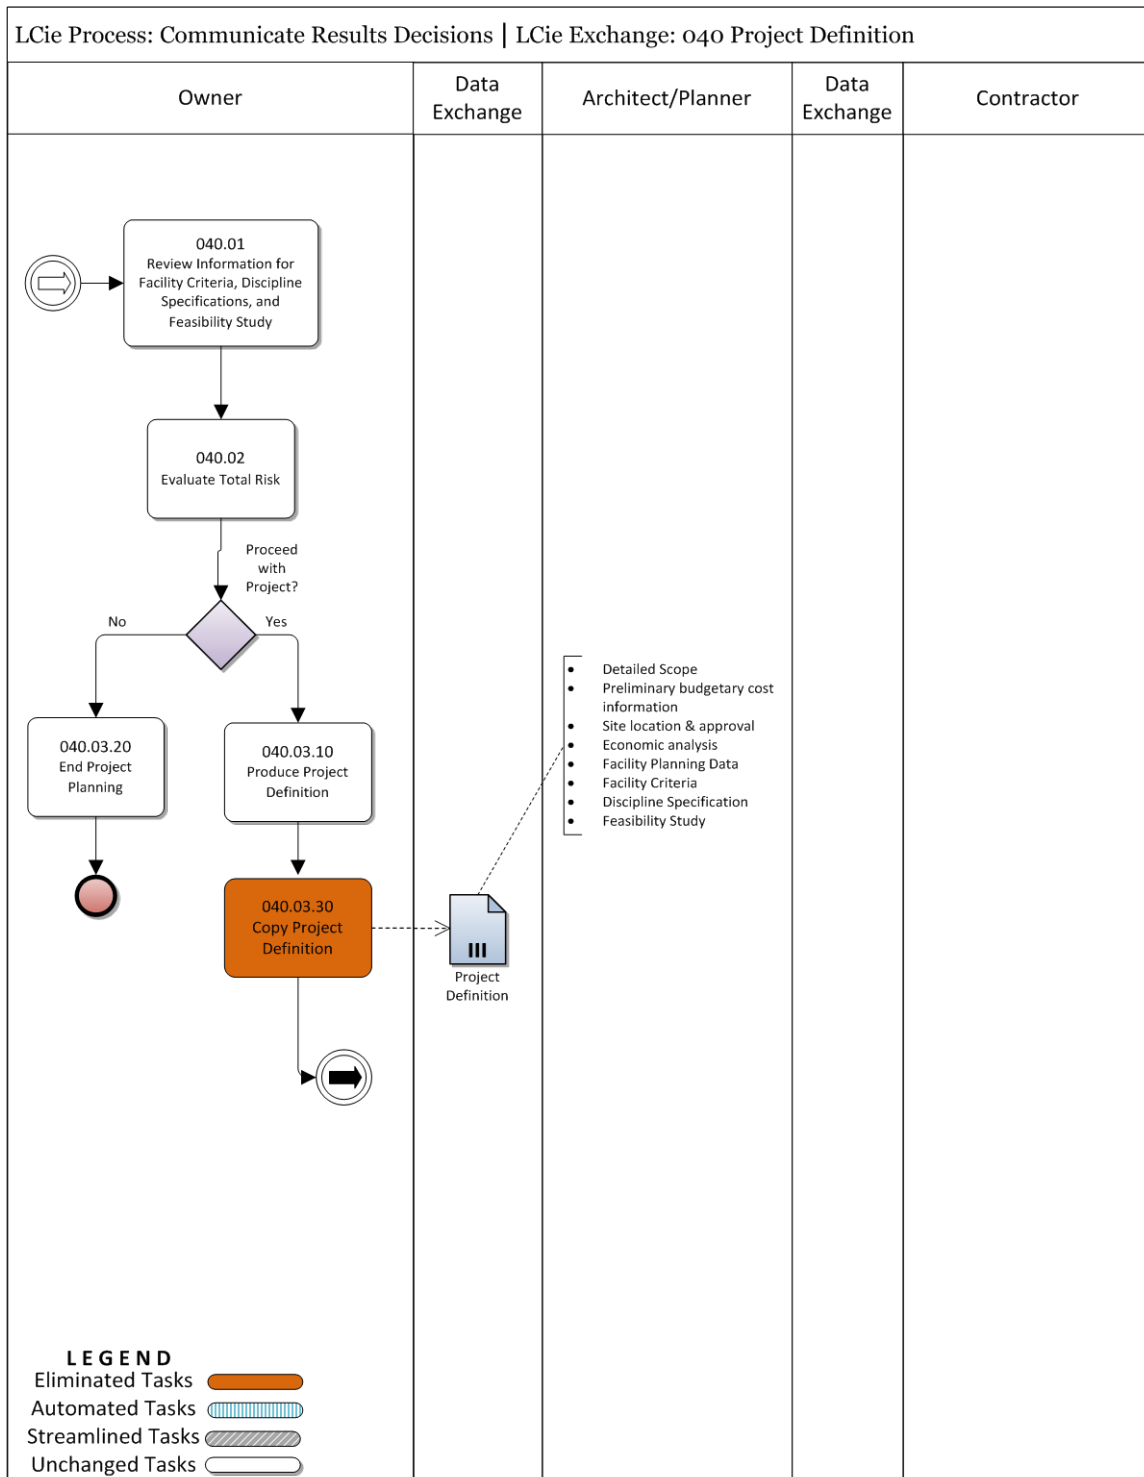 LCie Process: Communicate Results Decisions | LCie Exchange: 040 Project Definition
Owner
Data
Exchange
Architect/Planner
Data
Exchange
Contractor
040.01
Review Information for
Facility Criteria, Discipline
Specifications, and
Feasibility Study
040.02
Evaluate Total Risk
Proceed
with
Project?
No
Yes
040.03.20
End Project
Planning
040.03.10
Produce Project
Definition
• Detailed Scope
• Preliminary budgetary cost
information
• Site location & approval
• Economic analysis
• Facility Planning Data
• Facility Criteria
• Discipline Specification
• Feasibility Study
040.03.30
Copy Project
Definition
Project
Definition
LEGEND
Eliminated Tasks
Automated Tasks
Streamlined Tasks
Unchanged Tasks